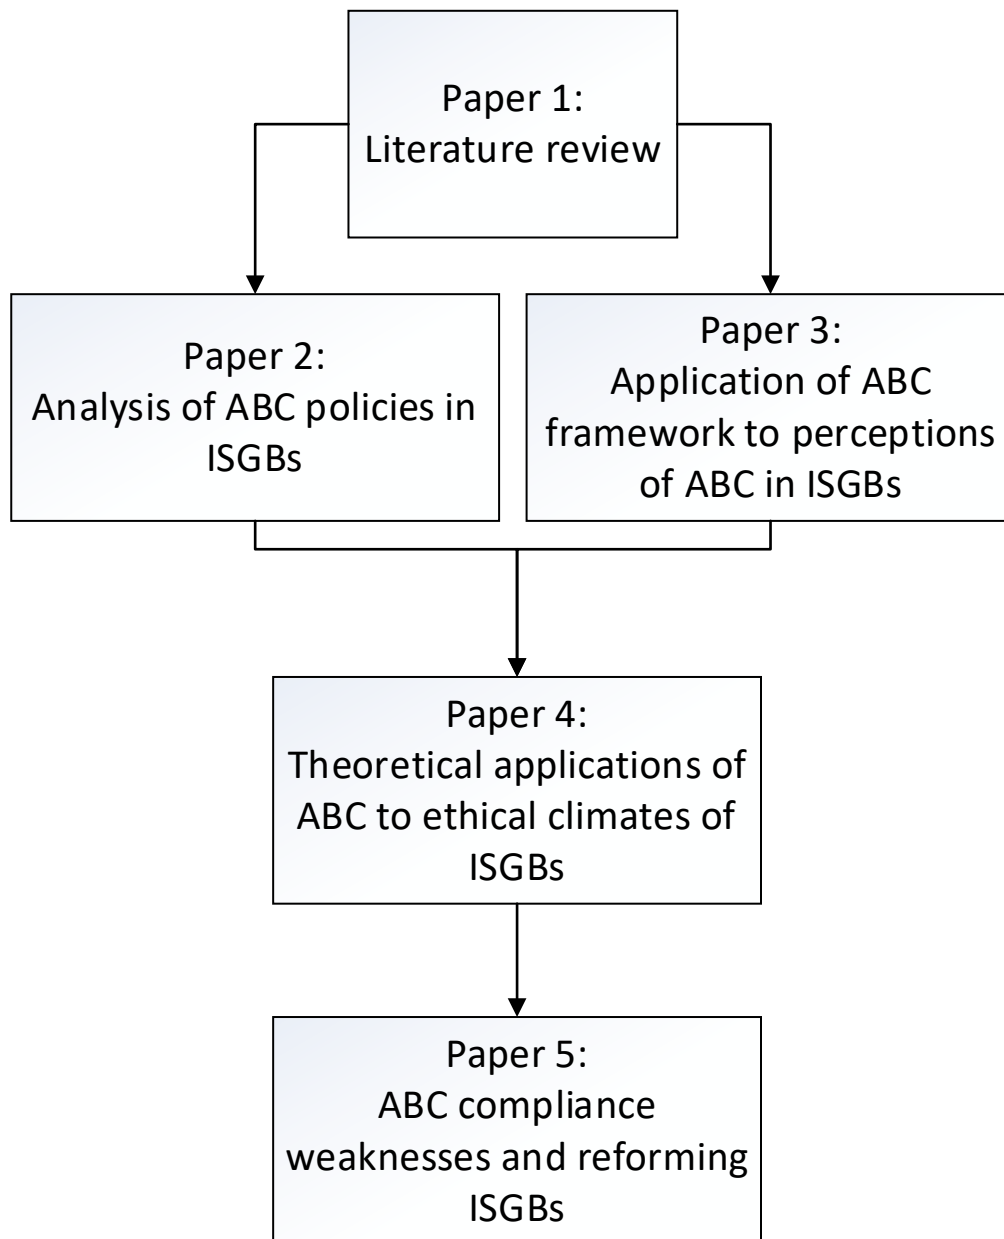 Paper 1:
Literature review
Paper 2:
Analysis of ABC policies in
ISGBs
Paper 3:
Application of ABC
framework to perceptions
of ABC in ISGBs
Paper 4:
Theoretical applications of
ABC to ethical climates of
ISGBs
Paper 5:
ABC compliance
weaknesses and reforming
ISGBs